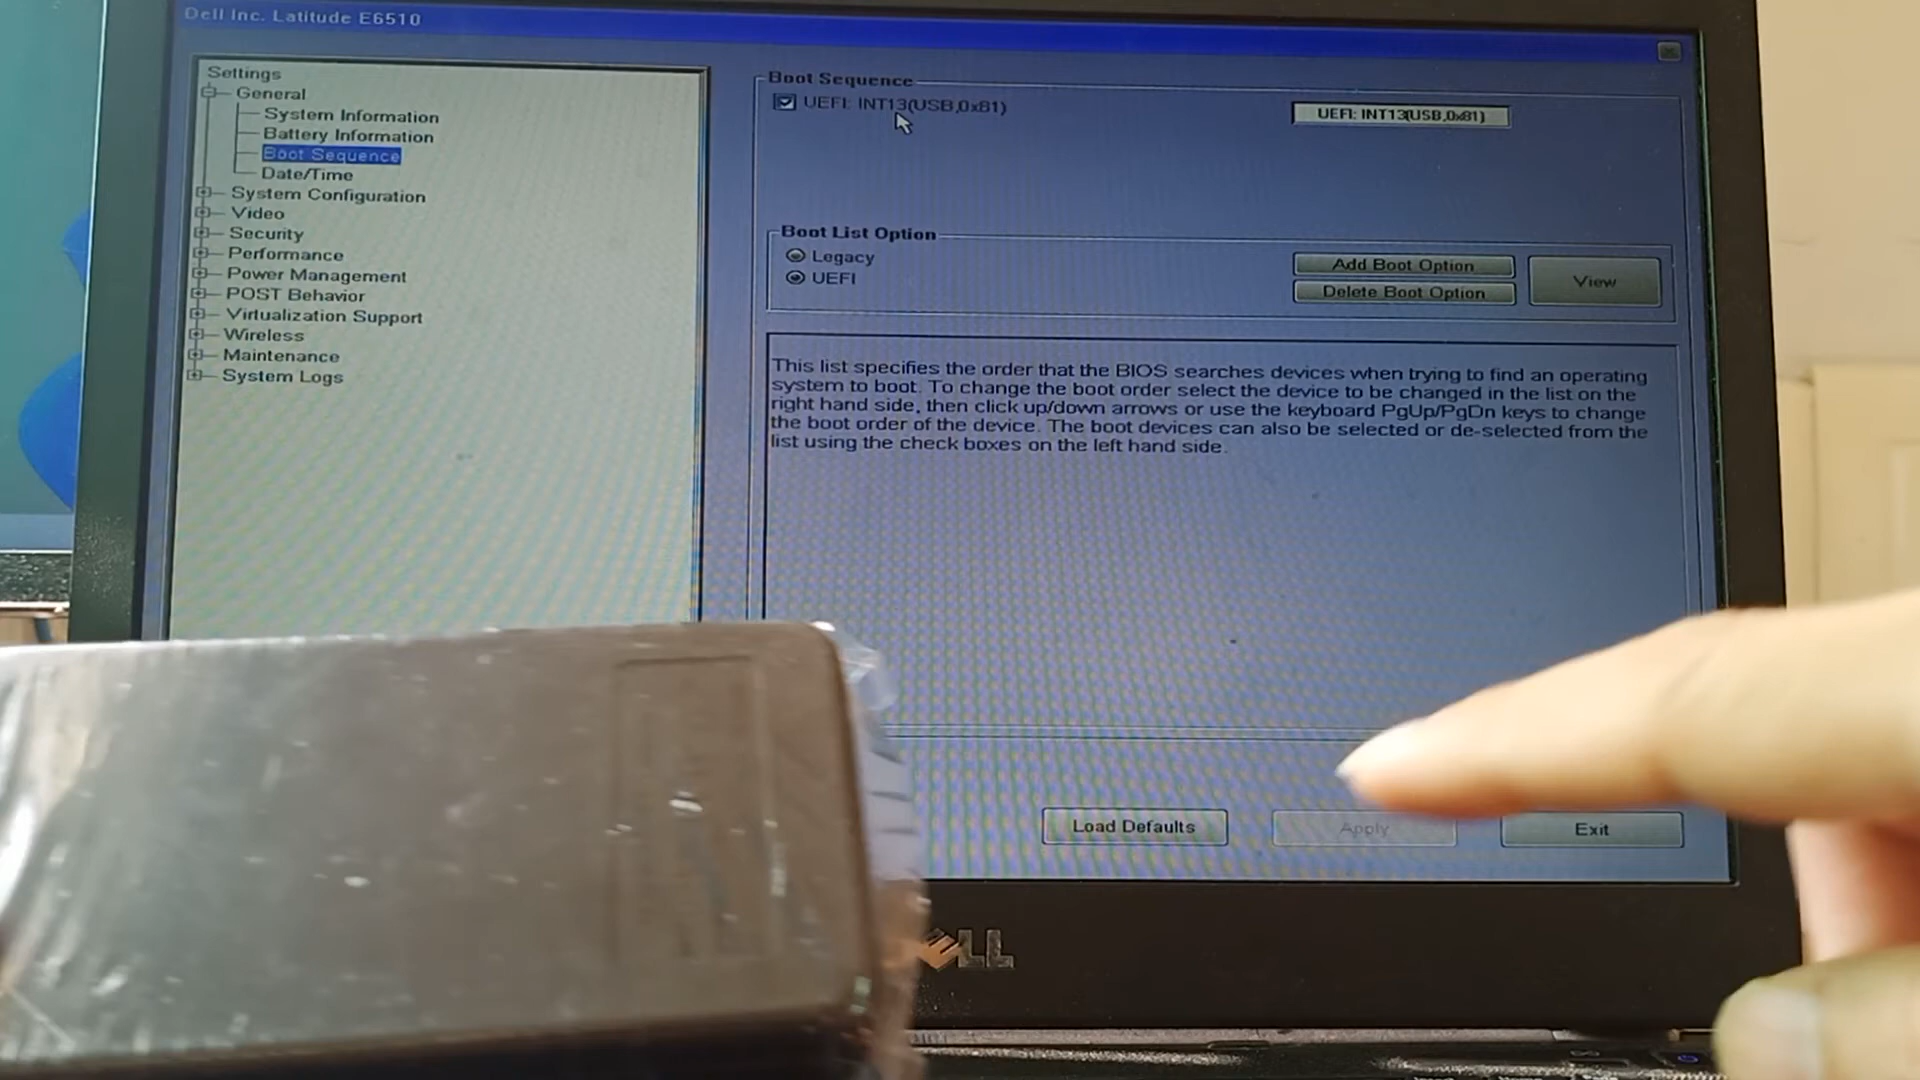 Dell Inc. Latitude E6510
Settings
General
System Information
Battery Information
Boot Sequence
Date/Time
System Configuration
Video
Security
Performance
Power Management
POST Behavior
Virtualization Support
Wireless
Maintenance
System Logs
Boot Sequence
UEFI: INT13(USB,0x81)
UEFI: INT13(USB,0x81)
Boot List Option
Legacy
UEFI
Add Boot Option
Delete Boot Option
View
This list specifies the order that the BIOS searches devices when trying to find an operating
system to boot. To change the boot order select the device to be changed in the list on the
right hand side, then click up/down arrows or use the keyboard PgUp/PgDn keys to change
the boot order of the device. The boot devices can also be selected or de-selected from the
list using the check boxes on the left hand side.
Load Defaults
Apply
Exit